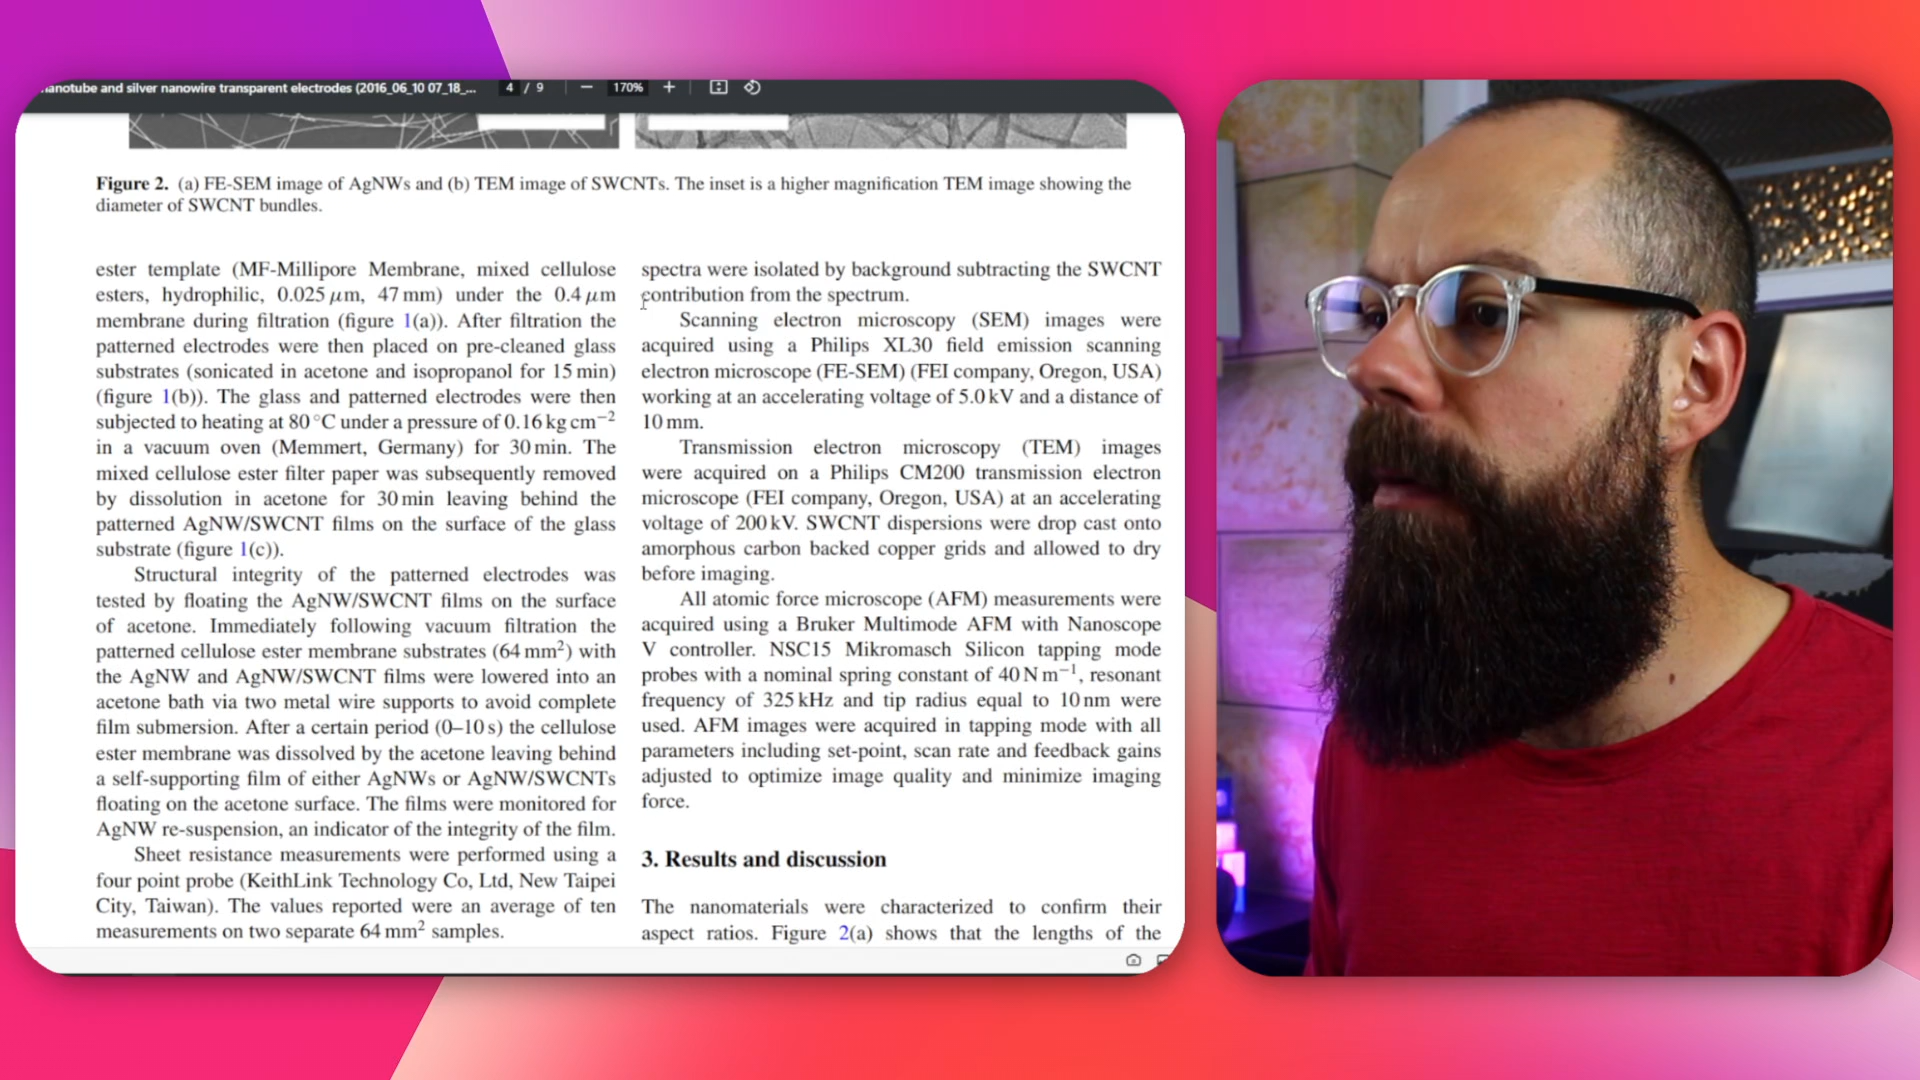 anotube and silver nanowire transparent electrodes (2016_06_10 07_18_... 4 / 9 170%
Figure 2. (a) FE-SEM image of AgNWs and (b) TEM image of SWCNTs. The inset is a higher magnification TEM image showing the
diameter of SWCNT bundles.
ester template (MF-Millipore Membrane, mixed cellulose
esters, hydrophilic, 0.025 μm, 47 mm) under the 0.4 μm
membrane during filtration (figure 1(a)). After filtration the
patterned electrodes were then placed on pre-cleaned glass
substrates (sonicated in acetone and isopropanol for 15 min)
(figure 1(b)). The glass and patterned electrodes were then
subjected to heating at 80 °C under a pressure of 0.16 kg cm−2
in a vacuum oven (Memmert, Germany) for 30 min. The
mixed cellulose ester filter paper was subsequently removed
by dissolution in acetone for 30 min leaving behind the
patterned AgNW/SWCNT films on the surface of the glass
substrate (figure 1(c)).
Structural integrity of the patterned electrodes was
tested by floating the AgNW/SWCNT films on the surface
of acetone. Immediately following vacuum filtration the
patterned cellulose ester membrane substrates (64 mm2) with
the AgNW and AgNW/SWCNT films were lowered into an
acetone bath via two metal wire supports to avoid complete
film submersion. After a certain period (0–10 s) the cellulose
ester membrane was dissolved by the acetone leaving behind
a self-supporting film of either AgNWs or AgNW/SWCNTs
floating on the acetone surface. The films were monitored for
AgNW re-suspension, an indicator of the integrity of the film.
Sheet resistance measurements were performed using a
four point probe (KeithLink Technology Co, Ltd, New Taipei
City, Taiwan). The values reported were an average of ten
measurements on two separate 64 mm2 samples.
spectra were isolated by background subtracting the SWCNT
contribution from the spectrum.
Scanning electron microscopy (SEM) images were
acquired using a Philips XL30 field emission scanning
electron microscope (FE-SEM) (FEI company, Oregon, USA)
working at an accelerating voltage of 5.0 kV and a distance of
10 mm.
Transmission electron microscopy (TEM) images
were acquired on a Philips CM200 transmission electron
microscope (FEI company, Oregon, USA) at an accelerating
voltage of 200 kV. SWCNT dispersions were drop cast onto
amorphous carbon backed copper grids and allowed to dry
before imaging.
All atomic force microscope (AFM) measurements were
acquired using a Bruker Multimode AFM with Nanoscope
V controller. NSC15 Mikromasch Silicon tapping mode
probes with a nominal spring constant of 40 N m−1, resonant
frequency of 325 kHz and tip radius equal to 10 nm were
used. AFM images were acquired in tapping mode with all
parameters including set-point, scan rate and feedback gains
adjusted to optimize image quality and minimize imaging
force.
3. Results and discussion
The nanomaterials were characterized to confirm their
aspect ratios. Figure 2(a) shows that the lengths of the